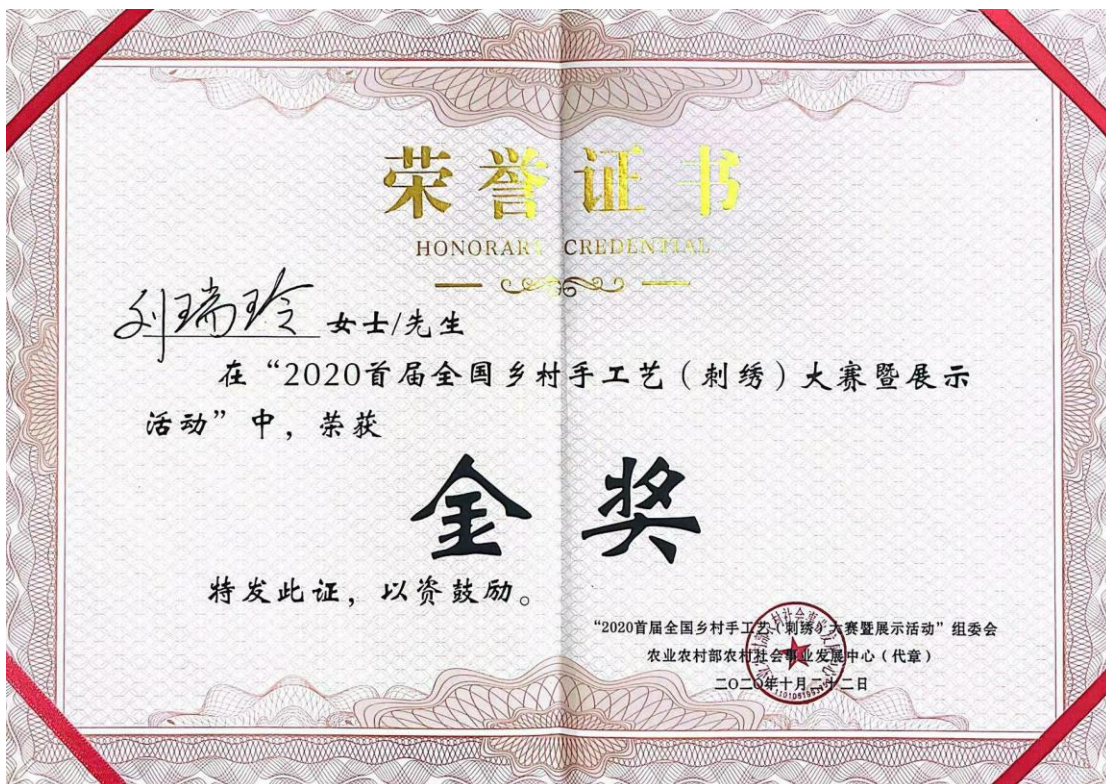 荣誉证书
HONORARY CREDENTIAL
刘瑞玲 女士/先生
在“2020首届全国乡村手工艺（刺绣）大赛暨展示
活动”中，荣获
金奖
特发此证，以资鼓励。
“2020首届全国乡村手工艺（刺绣）大赛暨展示活动”组委会
农业农村部农村社会事业发展中心（代章）
二〇二〇年十月二十二日